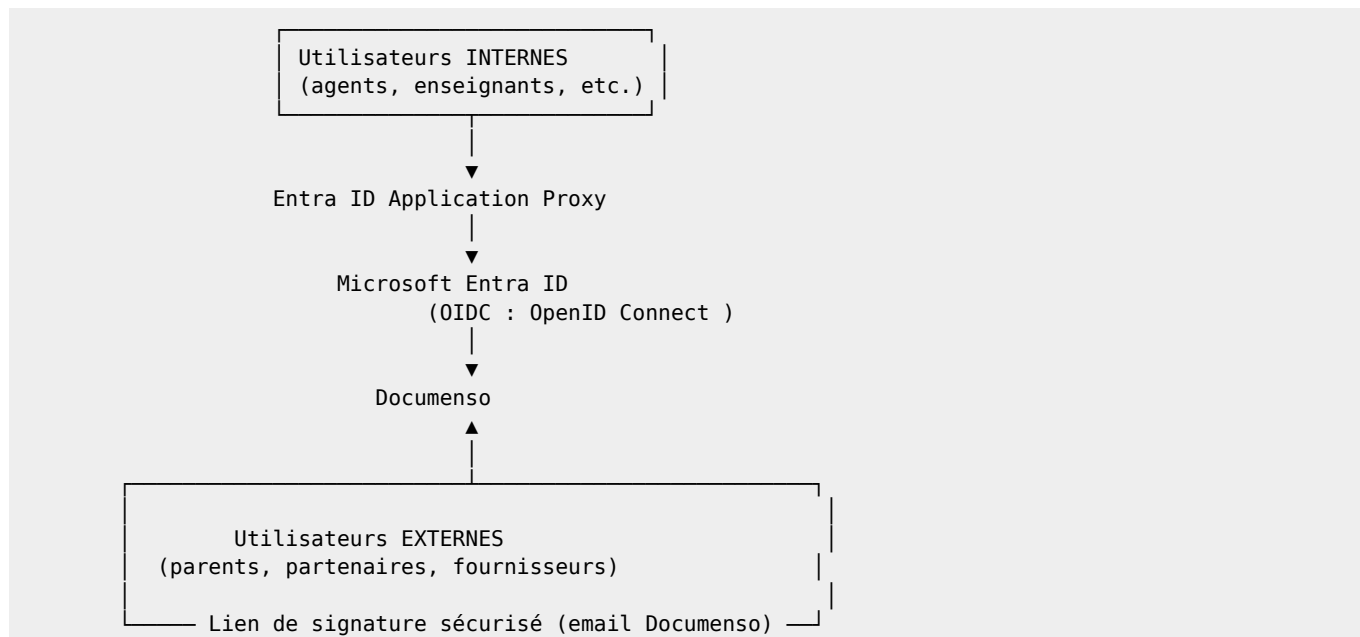 Utilisateurs INTERNES
(agents, enseignants, etc.)
Entra ID Application Proxy
Microsoft Entra ID
(OIDC : OpenID Connect )
Documenso
Utilisateurs EXTERNES
(parents, partenaires, fournisseurs)
Lien de signature sécurisé (email Documenso)